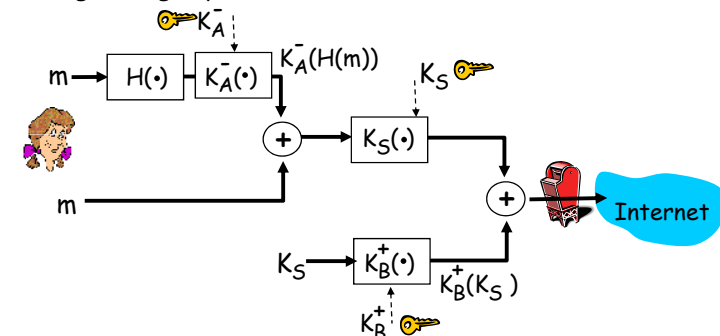 K_A^-
K_A^-(H(m))
m H(•) K_A^-(•)
K_S
+ K_S(•)
m
+
Internet
K_S K_B^+(•)
K_B^+(K_S )
K_B^+